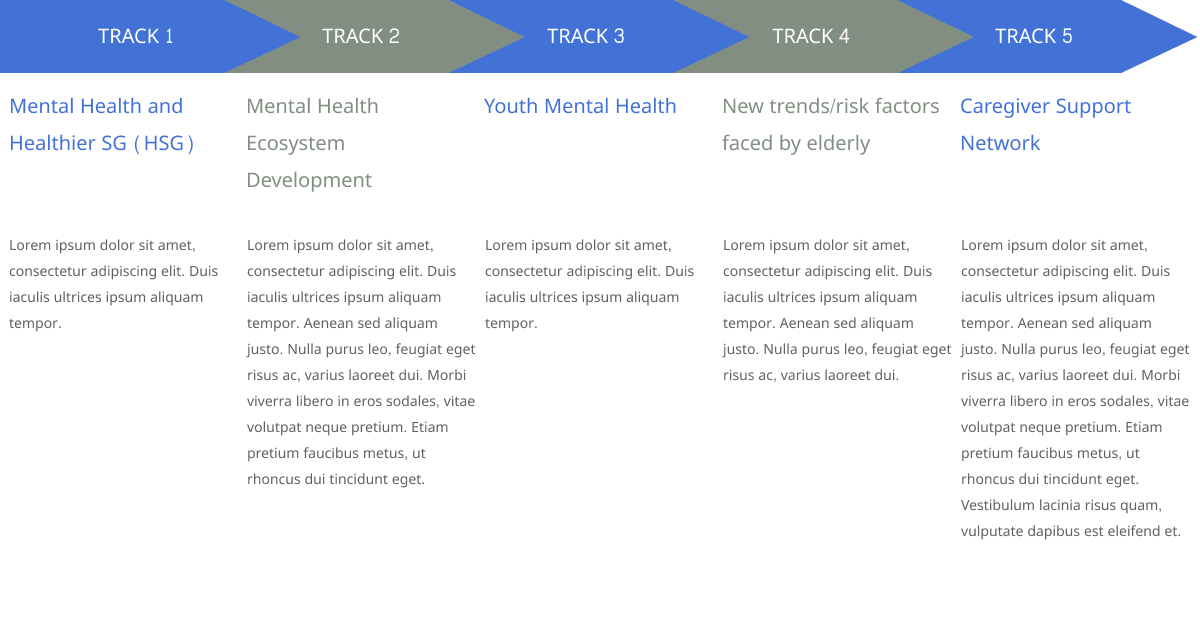 TRACK 1
TRACK 2
TRACK 3
TRACK 4
TRACK 5
Mental Health and
Healthier SG (HSG)
Mental Health
Ecosystem
Development
Youth Mental Health
New trends/risk factors
faced by elderly
Caregiver Support
Network
Lorem ipsum dolor sit amet,
consectetur adipiscing elit. Duis
iaculis ultrices ipsum aliquam
tempor.
Lorem ipsum dolor sit amet,
consectetur adipiscing elit. Duis
iaculis ultrices ipsum aliquam
tempor. Aenean sed aliquam
justo. Nulla purus leo, feugiat eget
risus ac, varius laoreet dui. Morbi
viverra libero in eros sodales, vitae
volutpat neque pretium. Etiam
pretium faucibus metus, ut
rhoncus dui tincidunt eget.
Lorem ipsum dolor sit amet,
consectetur adipiscing elit. Duis
iaculis ultrices ipsum aliquam
tempor.
Lorem ipsum dolor sit amet,
consectetur adipiscing elit. Duis
iaculis ultrices ipsum aliquam
tempor. Aenean sed aliquam
justo. Nulla purus leo, feugiat eget
risus ac, varius laoreet dui.
Lorem ipsum dolor sit amet,
consectetur adipiscing elit. Duis
iaculis ultrices ipsum aliquam
tempor. Aenean sed aliquam
justo. Nulla purus leo, feugiat eget
risus ac, varius laoreet dui. Morbi
viverra libero in eros sodales, vitae
volutpat neque pretium. Etiam
pretium faucibus metus, ut
rhoncus dui tincidunt eget.
Vestibulum lacinia risus quam,
vulputate dapibus est eleifend et.